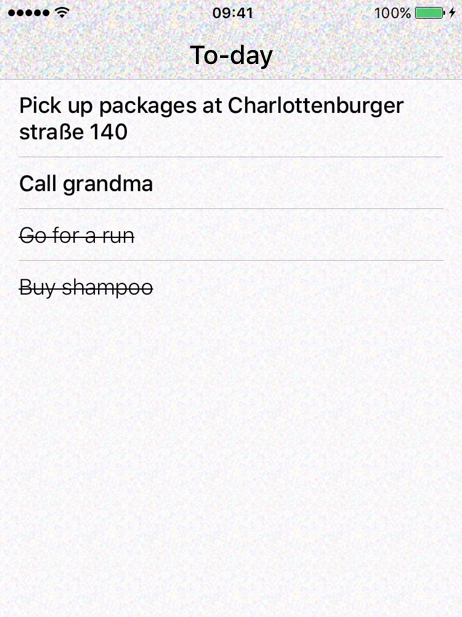 09:41 100%
To-day
Pick up packages at Charlottenburger
straße 140
Call grandma
Go for a run
Buy shampoo